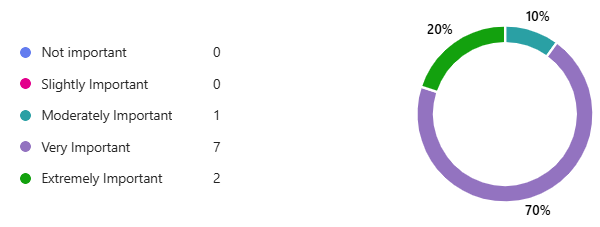 10%
20%
Not important 0
Slightly Important 0
Moderately Important 1
Very Important 7
Extremely Important 2
70%